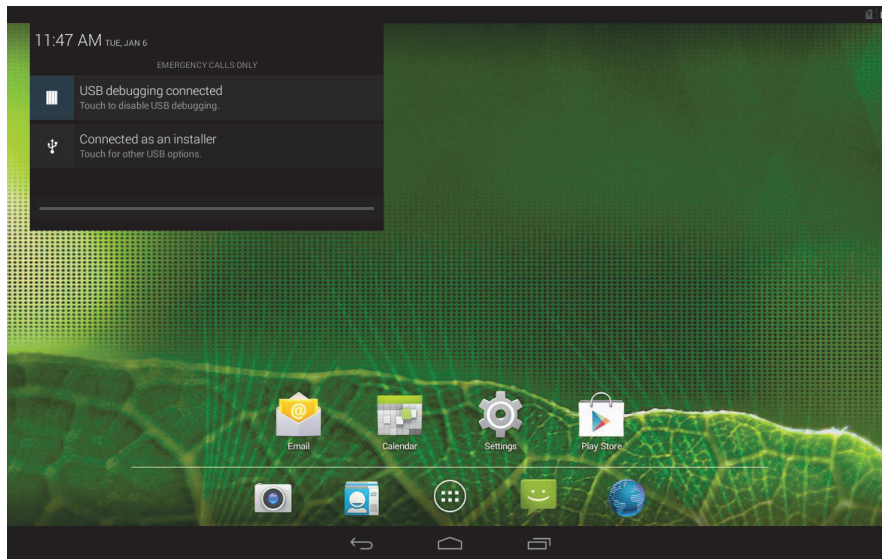 11:47 AM TUE, JAN 6
EMERGENCY CALLS ONLY
USB debugging connected
Touch to disable USB debugging.
Connected as an installer
Touch for other USB options.
@
Email
Calendar
Settings
Play Store